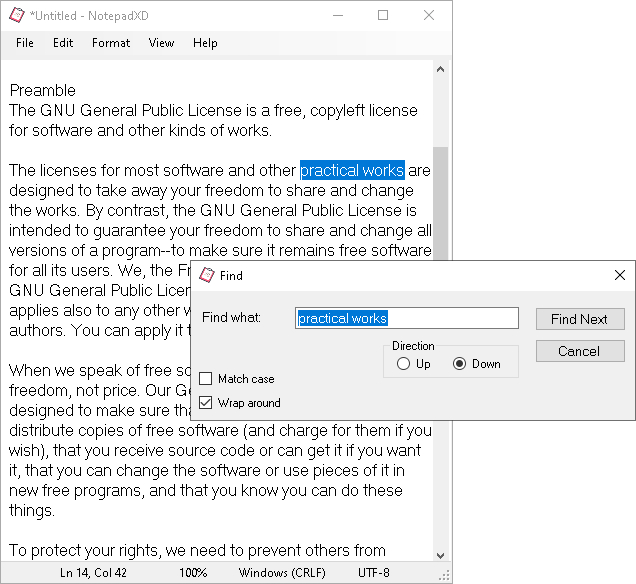 *Untitled - NotepadXD
File Edit Format View Help
Preamble
The GNU General Public License is a free, copyleft license
for software and other kinds of works.
The licenses for most software and other practical works are
designed to take away your freedom to share and change
the works. By contrast, the GNU General Public License is
intended to guarantee your freedom to share and change all
versions of a program--to make sure it remains free software
for all its users. We, the Fr
GNU General Public Licen
applies also to any other w
authors. You can apply it t
When we speak of free so
freedom, not price. Our Ge
designed to make sure tha
distribute copies of free software (and charge for them if you
wish), that you receive source code or can get it if you want
it, that you can change the software or use pieces of it in
new free programs, and that you know you can do these
things.
To protect your rights, we need to prevent others from
Ln 14, Col 42 100% Windows (CRLF) UTF-8
Find
Find what: practical works Find Next
Direction Cancel
Up Down
Match case
Wrap around